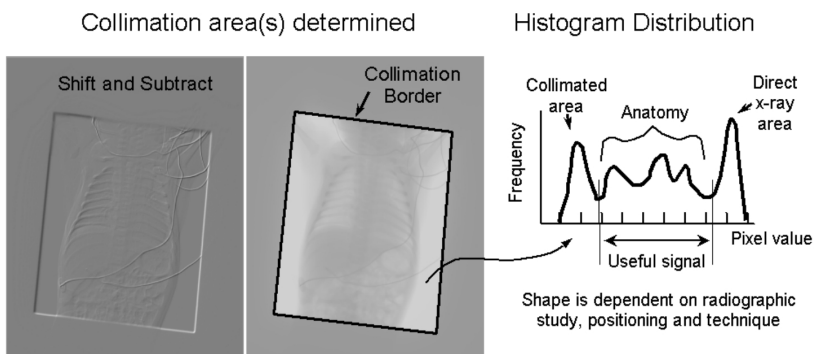 Collimation area(s) determined
Histogram Distribution
Shift and Subtract
Collimation
Border
Collimated
area
Anatomy
Direct
x-ray
area
Frequency
Pixel value
Useful signal
Shape is dependent on radiographic
study, positioning and technique